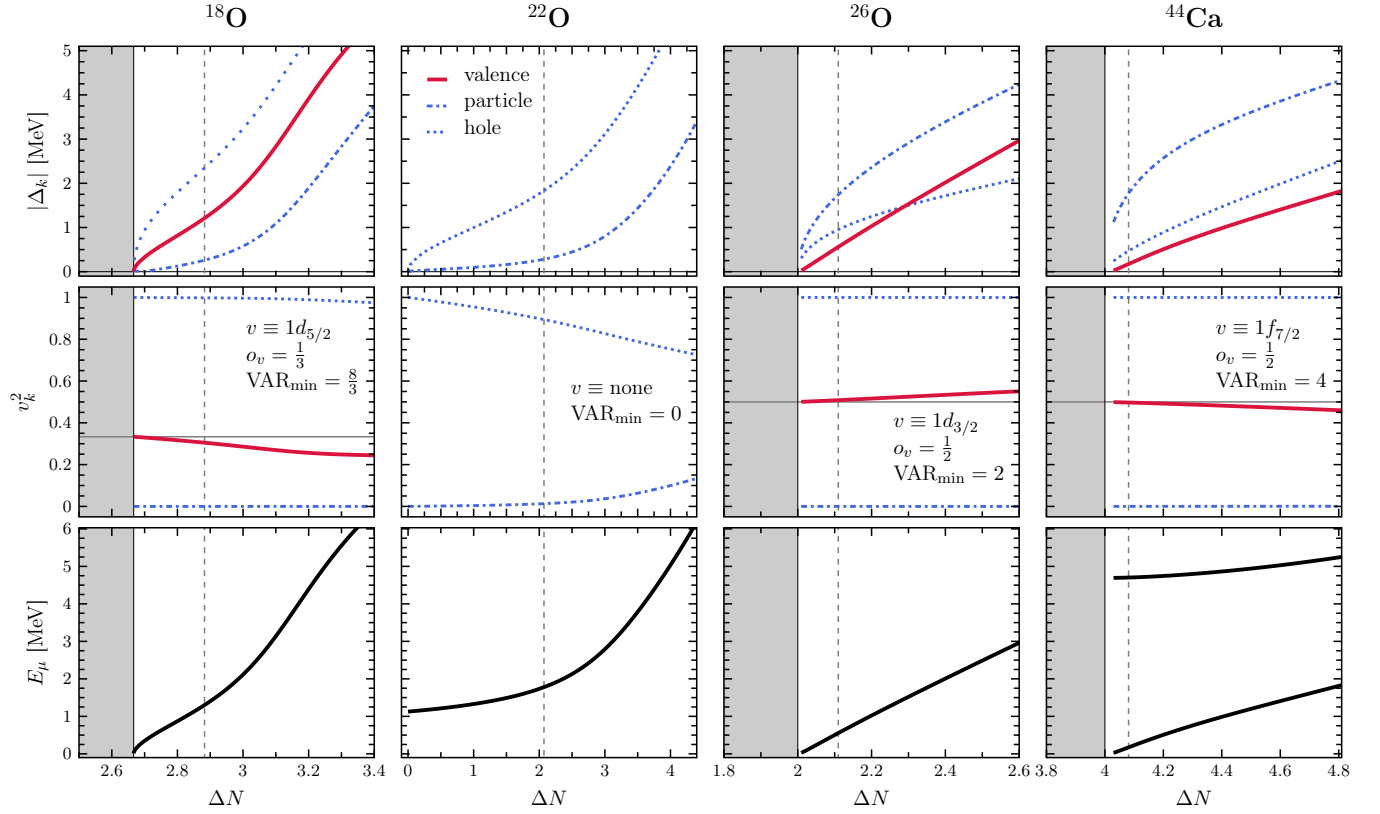 ¹⁸O ²²O ²⁶O ⁴⁴Ca
|Δₖ| [MeV]
5
4
3
2
1
0
valence
particle
hole
v²ₖ
1
0.8
0.6
0.4
0.2
0
v ≡ 1d₅/₂
oᵥ = 1/3
VARmin = 8/3
v ≡ none
VARmin = 0
v ≡ 1d₃/₂
oᵥ = 1/2
VARmin = 2
v ≡ 1f₇/₂
oᵥ = 1/2
VARmin = 4
E_μ [MeV]
6
5
4
3
2
1
0
2.6 2.8 3 3.2 3.4
0 1 2 3 4
1.8 2 2.2 2.4 2.6
3.8 4 4.2 4.4 4.6 4.8
ΔN ΔN ΔN ΔN